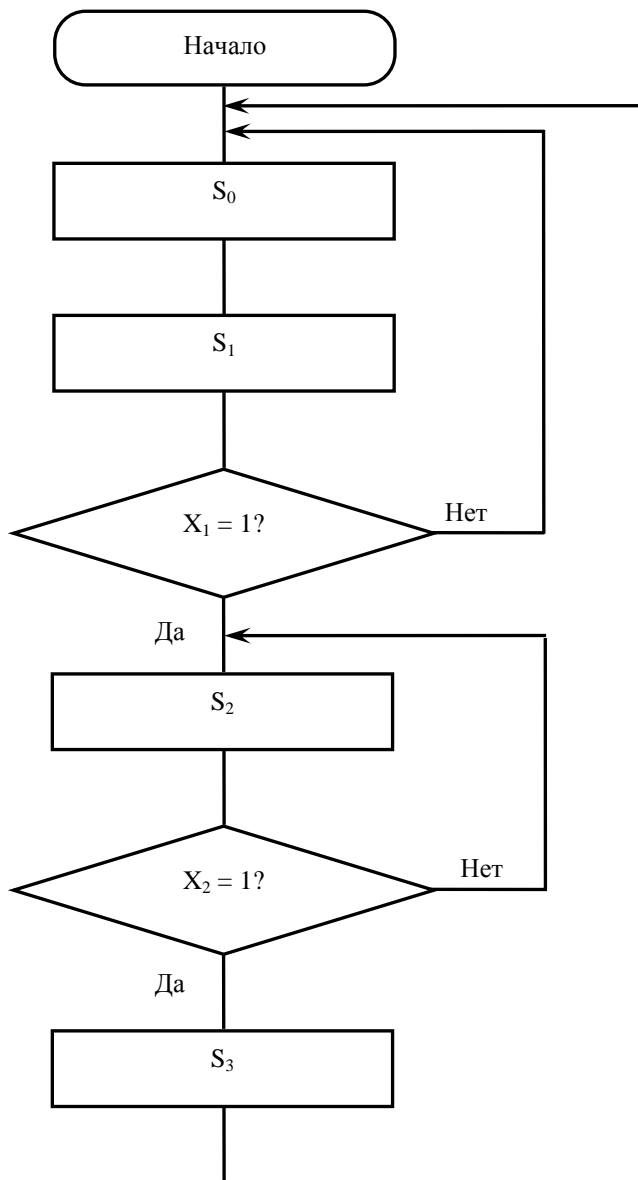 Начало
S₀
S₁
X₁ = 1?
Нет
Да
S₂
X₂ = 1?
Нет
Да
S₃